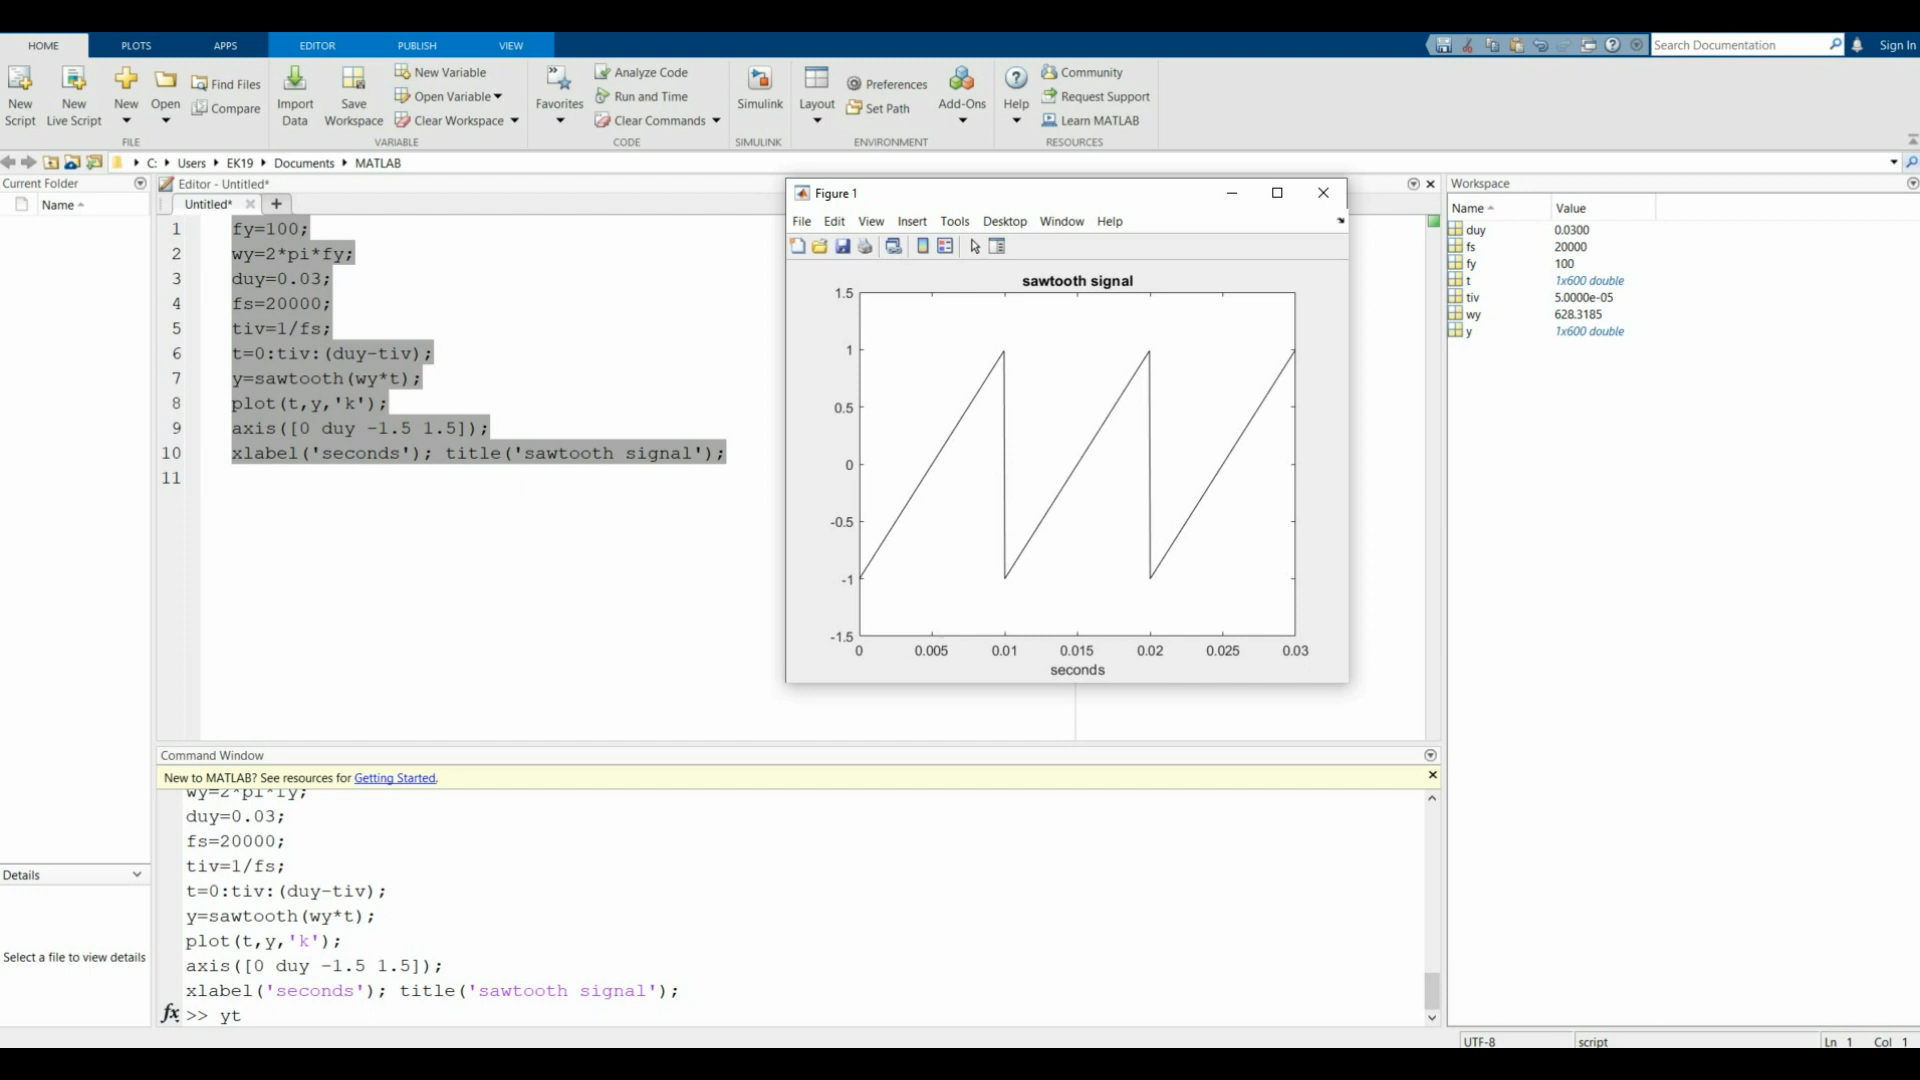 HOME PLOTS APPS EDITOR PUBLISH VIEW
Search Documentation
Sign In
New Script
New Live Script
New
Open
Find Files
Compare
FILE
Import Data
Save Workspace
New Variable
Open Variable
Clear Workspace
VARIABLE
Favorites
Analyze Code
Run and Time
Clear Commands
CODE
Simulink
SIMULINK
Layout
Preferences
Set Path
Add-Ons
ENVIRONMENT
Help
Community
Request Support
Learn MATLAB
RESOURCES
C: Users EK19 Documents MATLAB
Current Folder
Name
Editor - Untitled*
Untitled* +
1 fy=100;
2 wy=2*pi*fy;
3 duy=0.03;
4 fs=20000;
5 tiv=1/fs;
6 t=0:tiv:(duy-tiv);
7 y=sawtooth(wy*t);
8 plot(t,y,'k');
9 axis([0 duy -1.5 1.5]);
10 xlabel('seconds'); title('sawtooth signal');
11
Figure 1
File Edit View Insert Tools Desktop Window Help
sawtooth signal
1.5
1
0.5
0
-0.5
-1
-1.5
0 0.005 0.01 0.015 0.02 0.025 0.03
seconds
Workspace
Name Value
duy 0.0300
fs 20000
fy 100
t 1x600 double
tiv 5.0000e-05
wy 628.3185
y 1x600 double
Command Window
New to MATLAB? See resources for Getting Started.
wy=2*pi*fy;
duy=0.03;
fs=20000;
tiv=1/fs;
t=0:tiv:(duy-tiv);
y=sawtooth(wy*t);
plot(t,y,'k');
axis([0 duy -1.5 1.5]);
xlabel('seconds'); title('sawtooth signal');
fx >> yt
Details
Select a file to view details
UTF-8 script Ln 1 Col 1